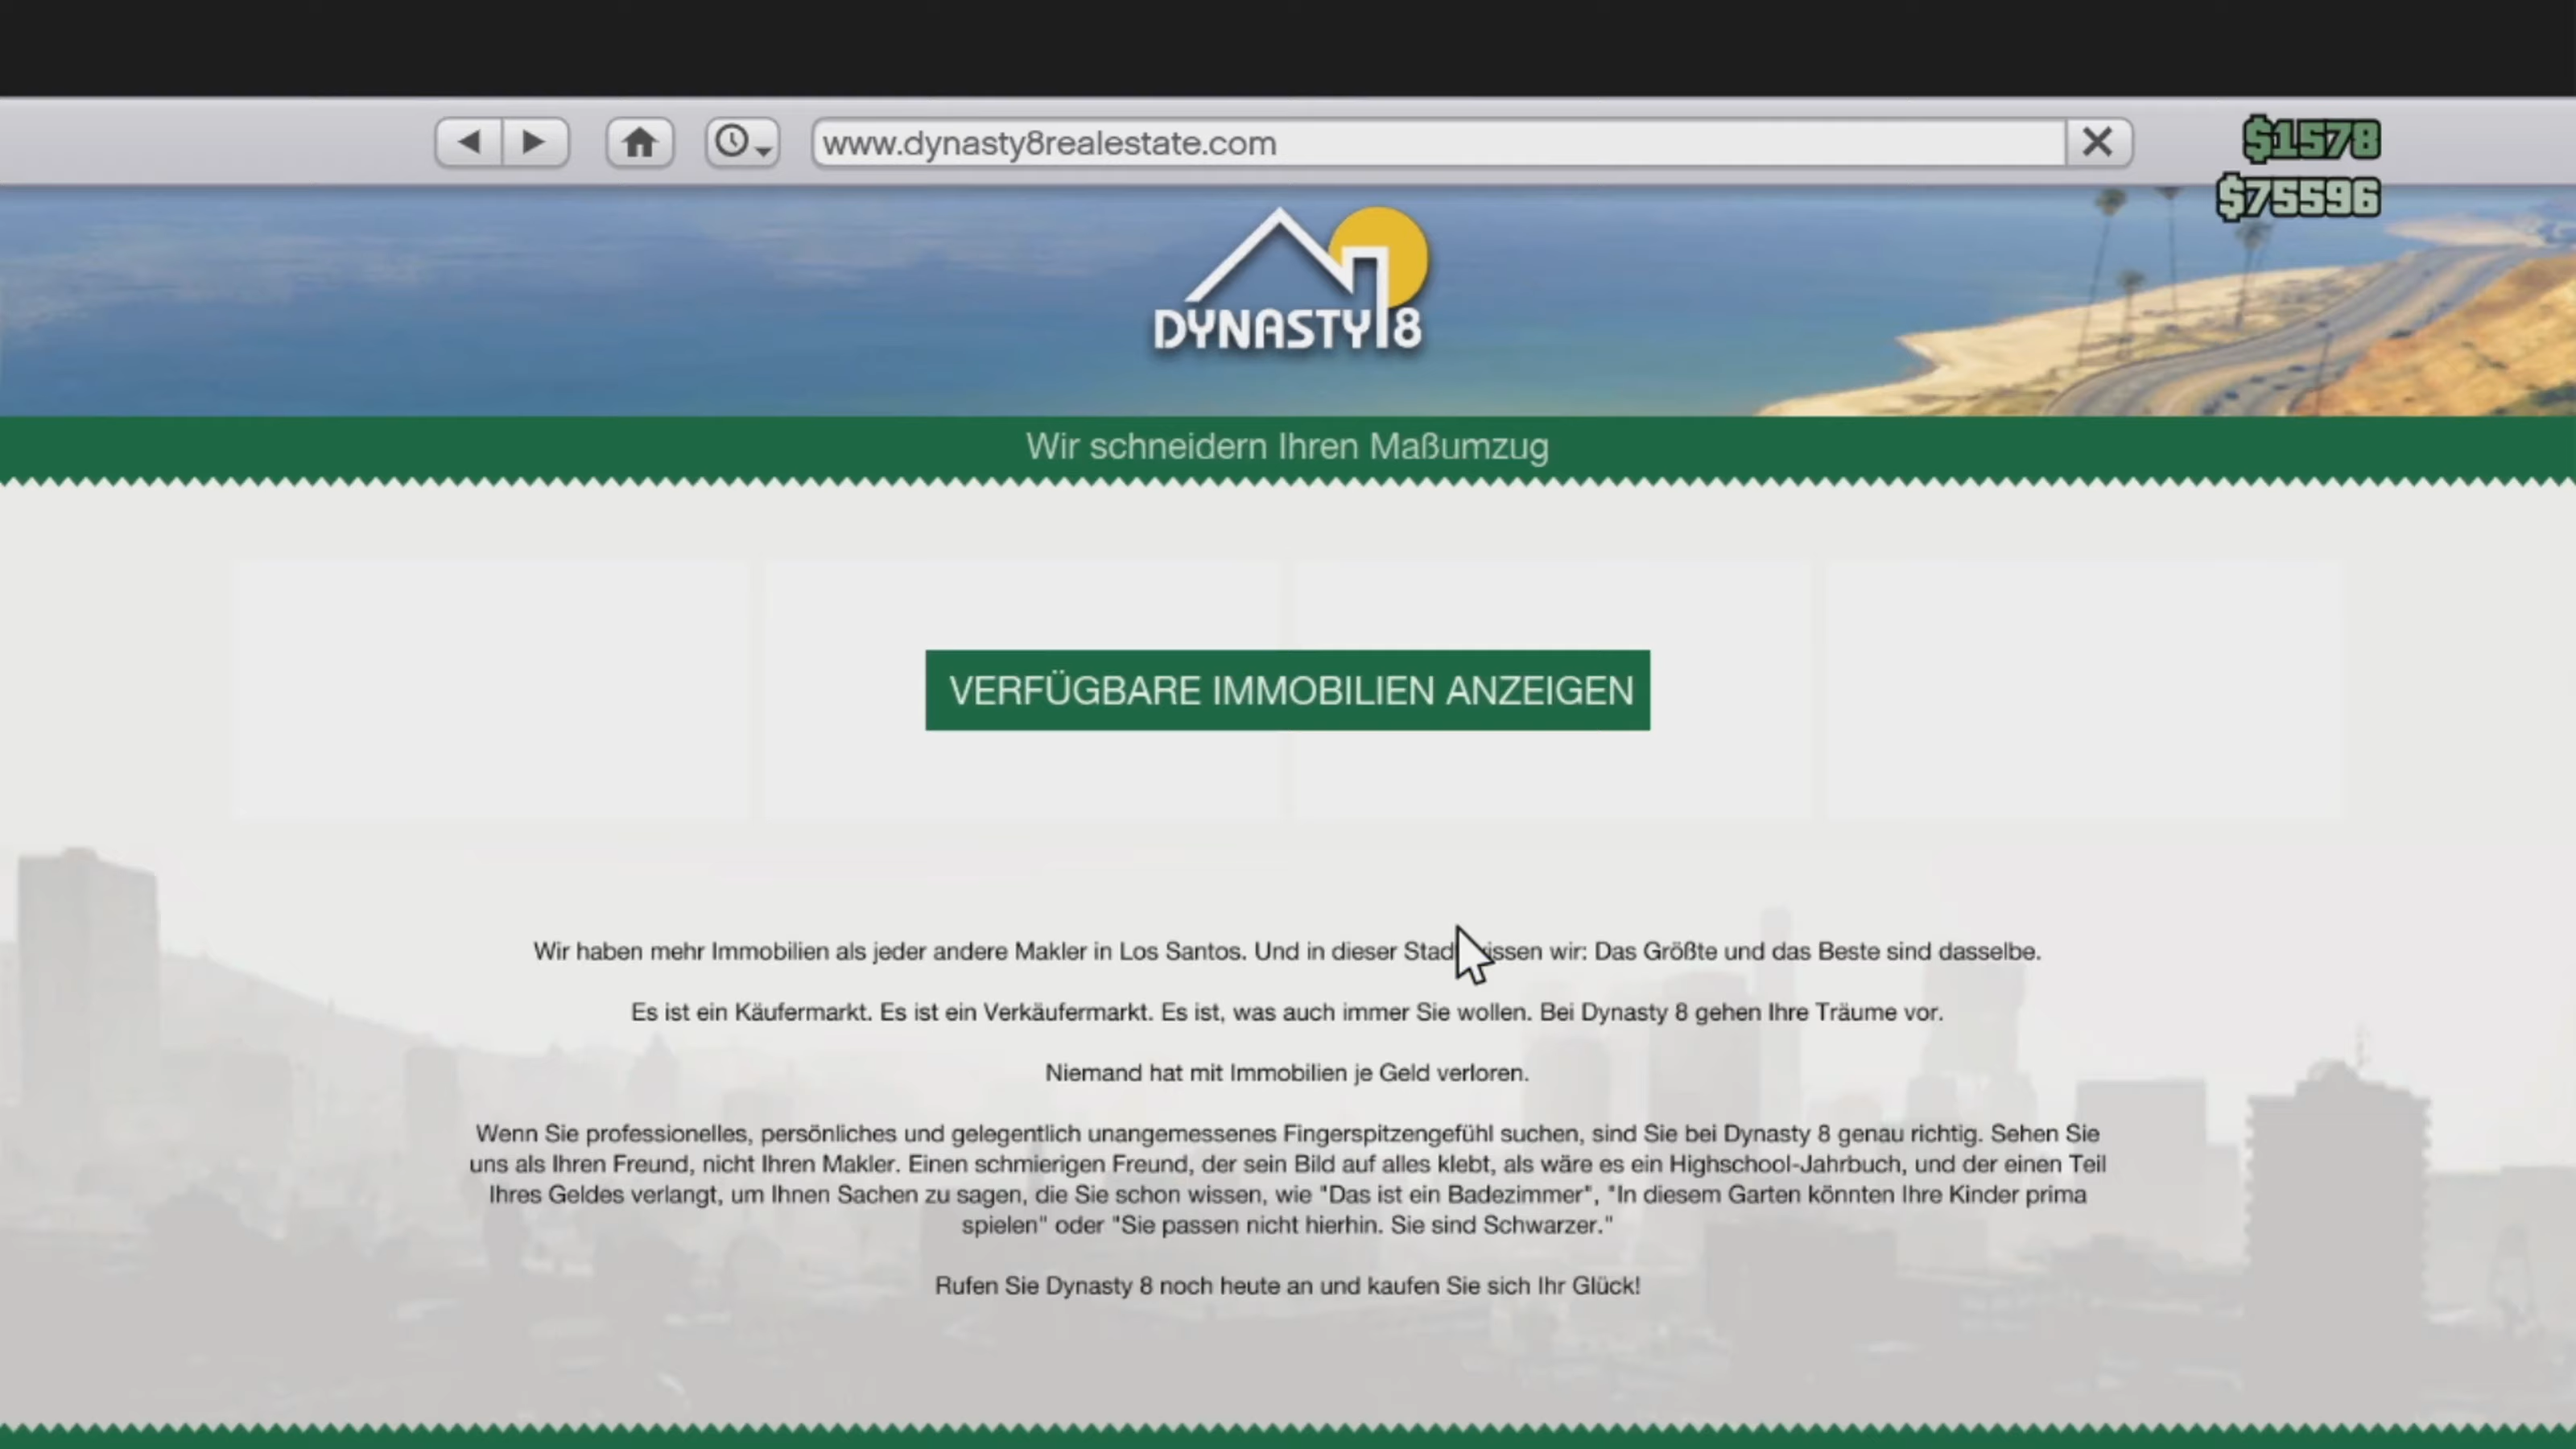 www.dynasty8realestate.com
$1578
$75596
DYNASTY 8
Wir schneidern Ihren Maßumzug
VERFÜGBARE IMMOBILIEN ANZEIGEN
Wir haben mehr Immobilien als jeder andere Makler in Los Santos. Und in dieser Stadt wissen wir: Das Größte und das Beste sind dasselbe.
Es ist ein Käufermarkt. Es ist ein Verkäufermarkt. Es ist, was auch immer Sie wollen. Bei Dynasty 8 gehen Ihre Träume vor.
Niemand hat mit Immobilien je Geld verloren.
Wenn Sie professionelles, persönliches und gelegentlich unangemessenes Fingerspitzengefühl suchen, sind Sie bei Dynasty 8 genau richtig. Sehen Sie
uns als Ihren Freund, nicht Ihren Makler. Einen schmierigen Freund, der sein Bild auf alles klebt, als wäre es ein Highschool-Jahrbuch, und der einen Teil
Ihres Geldes verlangt, um Ihnen Sachen zu sagen, die Sie schon wissen, wie "Das ist ein Badezimmer", "In diesem Garten könnten Ihre Kinder prima
spielen" oder "Sie passen nicht hierhin. Sie sind Schwarzer."
Rufen Sie Dynasty 8 noch heute an und kaufen Sie sich Ihr Glück!